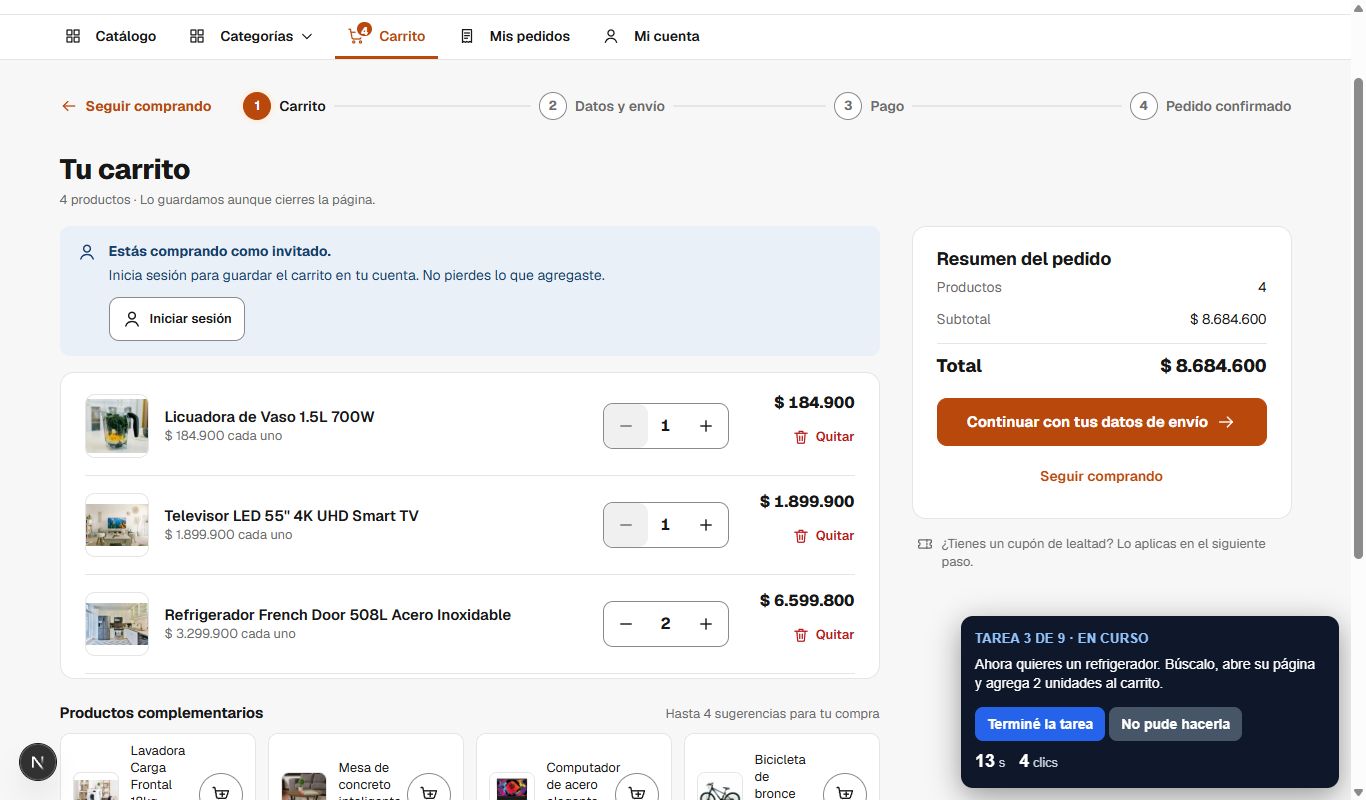 Catálogo
Categorías
4
Carrito
Mis pedidos
Mi cuenta
Seguir comprando
1 Carrito
2 Datos y envío
3 Pago
4 Pedido confirmado
Tu carrito
4 productos · Lo guardamos aunque cierres la página.
Estás comprando como invitado.
Inicia sesión para guardar el carrito en tu cuenta. No pierdes lo que agregaste.
Iniciar sesión
Licuadora de Vaso 1.5L 700W
$ 184.900 cada uno
− 1 +
$ 184.900
Quitar
Televisor LED 55" 4K UHD Smart TV
$ 1.899.900 cada uno
− 1 +
$ 1.899.900
Quitar
Refrigerador French Door 508L Acero Inoxidable
$ 3.299.900 cada uno
− 2 +
$ 6.599.800
Quitar
Resumen del pedido
Productos 4
Subtotal $ 8.684.600
Total $ 8.684.600
Continuar con tus datos de envío
Seguir comprando
¿Tienes un cupón de lealtad? Lo aplicas en el siguiente
paso.
Productos complementarios
Hasta 4 sugerencias para tu compra
Lavadora
Carga
Frontal
Mesa de
concreto
inteligente
Computador
de acero
elegante
Bicicleta
de
bronce
N
TAREA 3 DE 9 · EN CURSO
Ahora quieres un refrigerador. Búscalo, abre su página
y agrega 2 unidades al carrito.
Terminé la tarea
No pude hacerla
13 s 4 clics